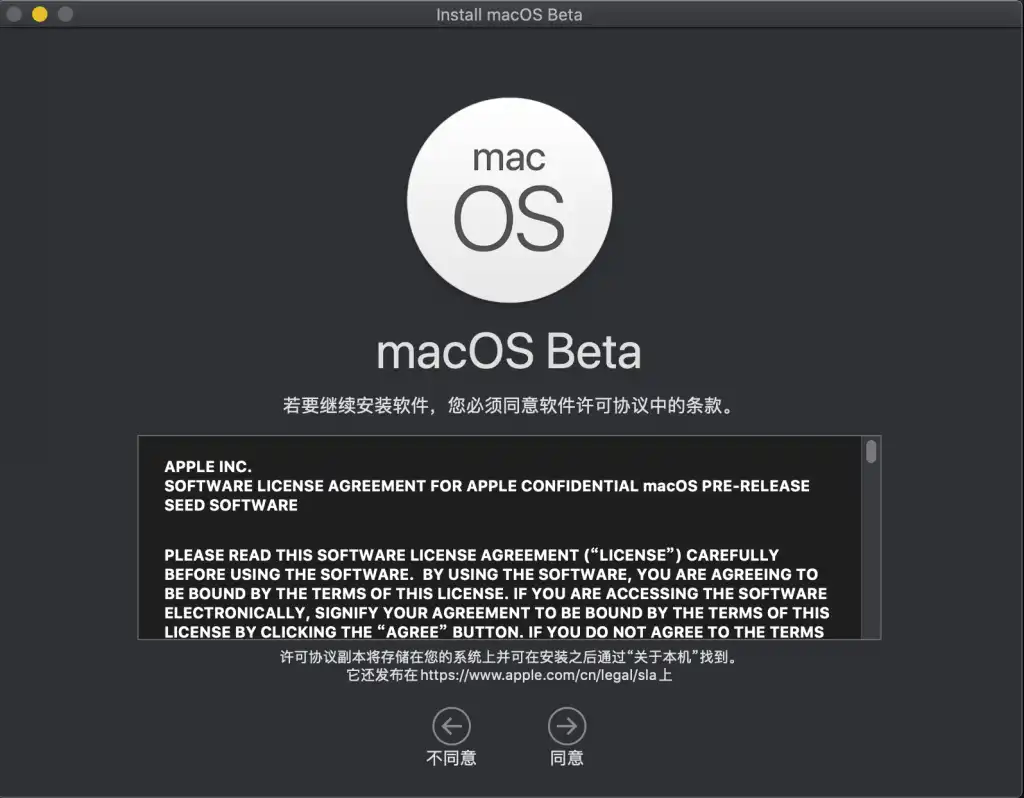 Install macOS Beta
mac
OS
macOS Beta
若要继续安装软件，您必须同意软件许可协议中的条款。
APPLE INC.
SOFTWARE LICENSE AGREEMENT FOR APPLE CONFIDENTIAL macOS PRE-RELEASE
SEED SOFTWARE
PLEASE READ THIS SOFTWARE LICENSE AGREEMENT (“LICENSE”) CAREFULLY
BEFORE USING THE SOFTWARE.  BY USING THE SOFTWARE, YOU ARE AGREEING TO
BE BOUND BY THE TERMS OF THIS LICENSE. IF YOU ARE ACCESSING THE SOFTWARE
ELECTRONICALLY, SIGNIFY YOUR AGREEMENT TO BE BOUND BY THE TERMS OF THIS
LICENSE BY CLICKING THE “AGREE” BUTTON. IF YOU DO NOT AGREE TO THE TERMS
许可协议副本将存储在您的系统上并可在安装之后通过“关于本机”找到。
它还发布在 https://www.apple.com/cn/legal/sla 上
不同意
同意